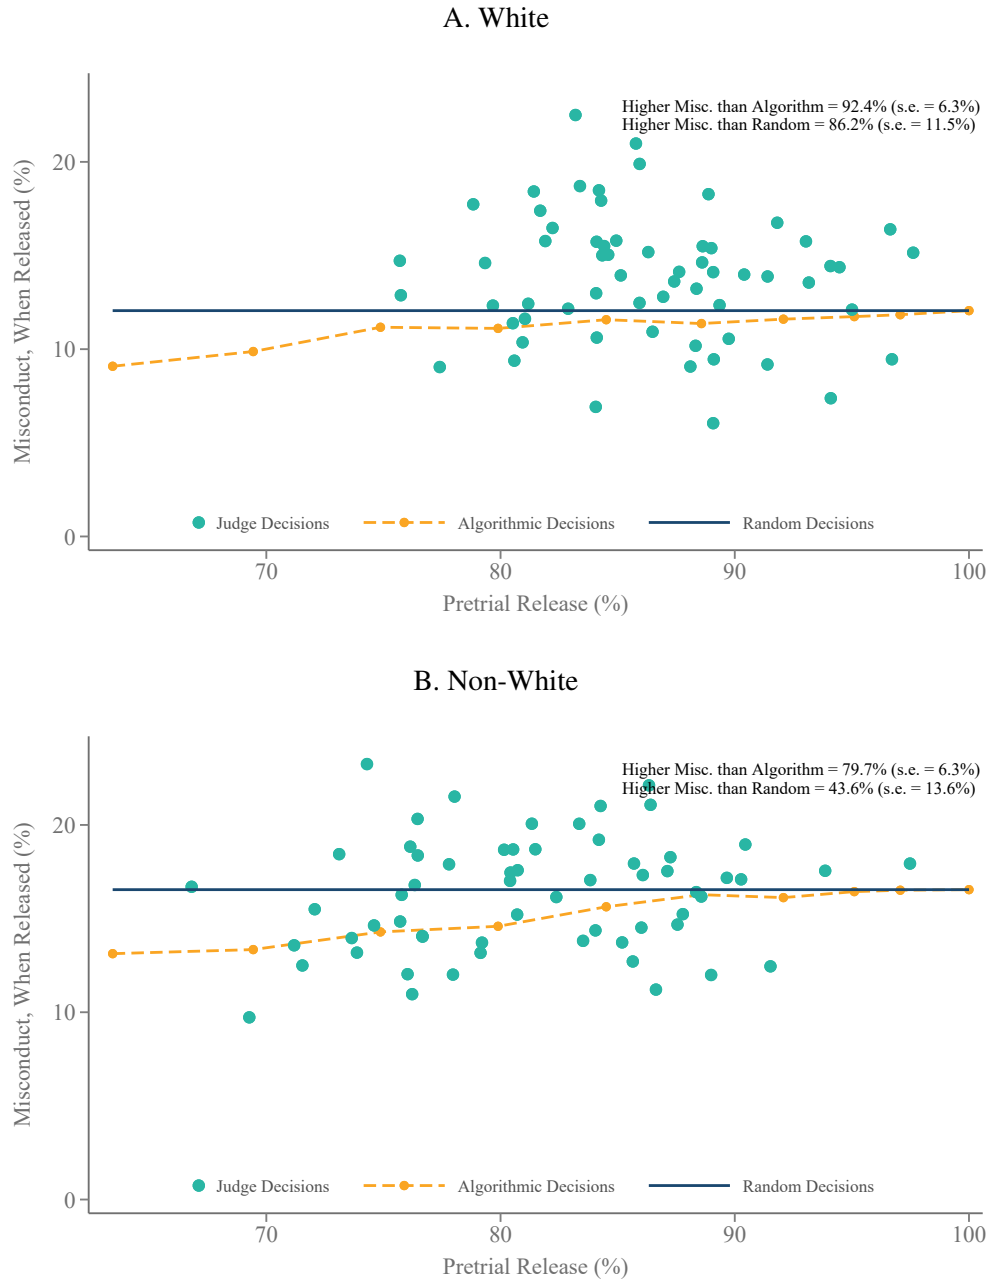 A. White
Higher Misc. than Algorithm = 92.4% (s.e. = 6.3%)
Higher Misc. than Random = 86.2% (s.e. = 11.5%)
Misconduct, When Released (%)
20
10
0
Judge Decisions
Algorithmic Decisions
Random Decisions
70
80
90
100
Pretrial Release (%)
B. Non-White
Higher Misc. than Algorithm = 79.7% (s.e. = 6.3%)
Higher Misc. than Random = 43.6% (s.e. = 13.6%)
Misconduct, When Released (%)
20
10
0
Judge Decisions
Algorithmic Decisions
Random Decisions
70
80
90
100
Pretrial Release (%)